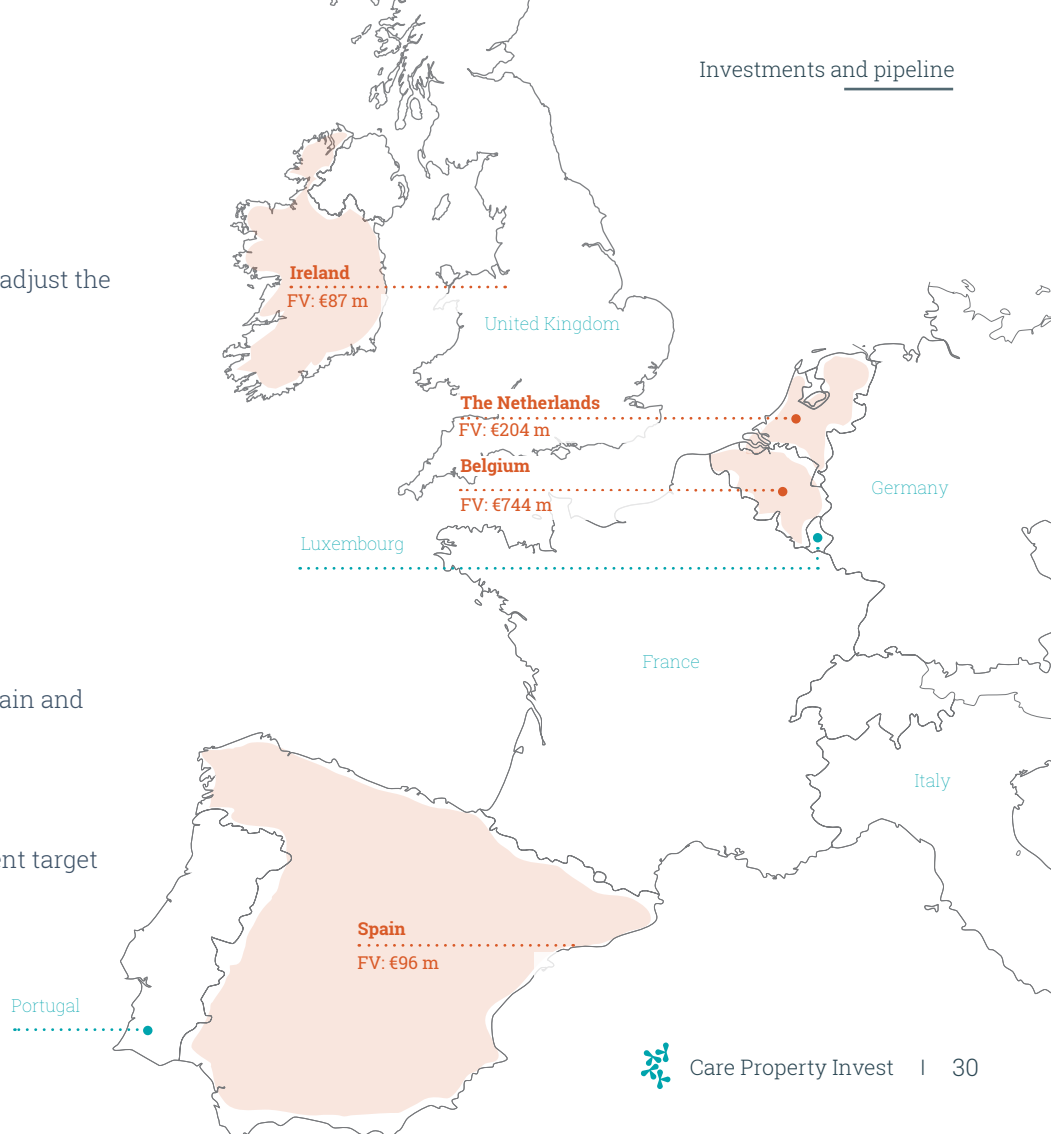 Investments and pipeline
adjust the
Ireland
FV: €87 m
United Kingdom
The Netherlands
FV: €204 m
Belgium
FV: €744 m
Germany
Luxembourg
France
ain and
Italy
ent target
Spain
FV: €96 m
Portugal
Care Property Invest | 30